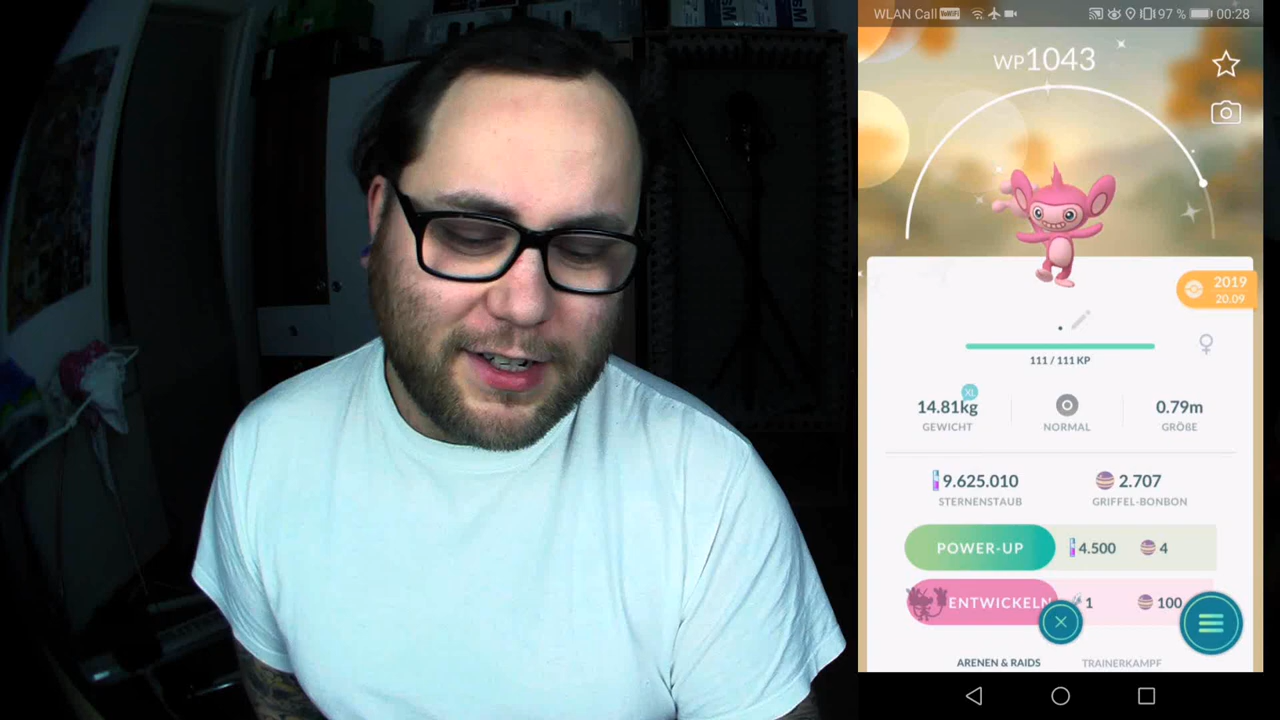 WLAN Call VoWiFi 97 % 00:28
WP1043
2019
20.09
.
111 / 111 KP
XL
14.81kg
GEWICHT
NORMAL
0.79m
GRÖßE
9.625.010
STERNENSTAUB
2.707
GRIFFEL-BONBON
POWER-UP 4.500 4
ENTWICKELN 1 100
ARENEN & RAIDS TRAINERKAMPF